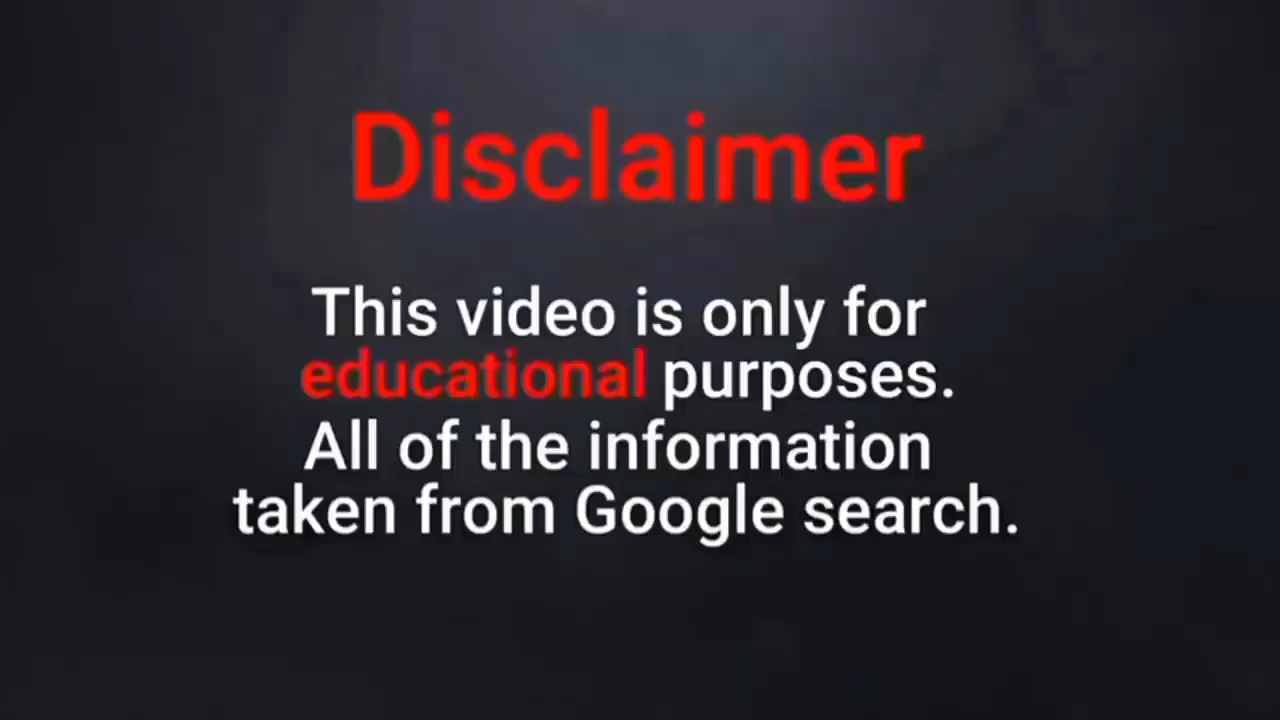 Disclaimer
This video is only for
educational purposes.
All of the information
taken from Google search.